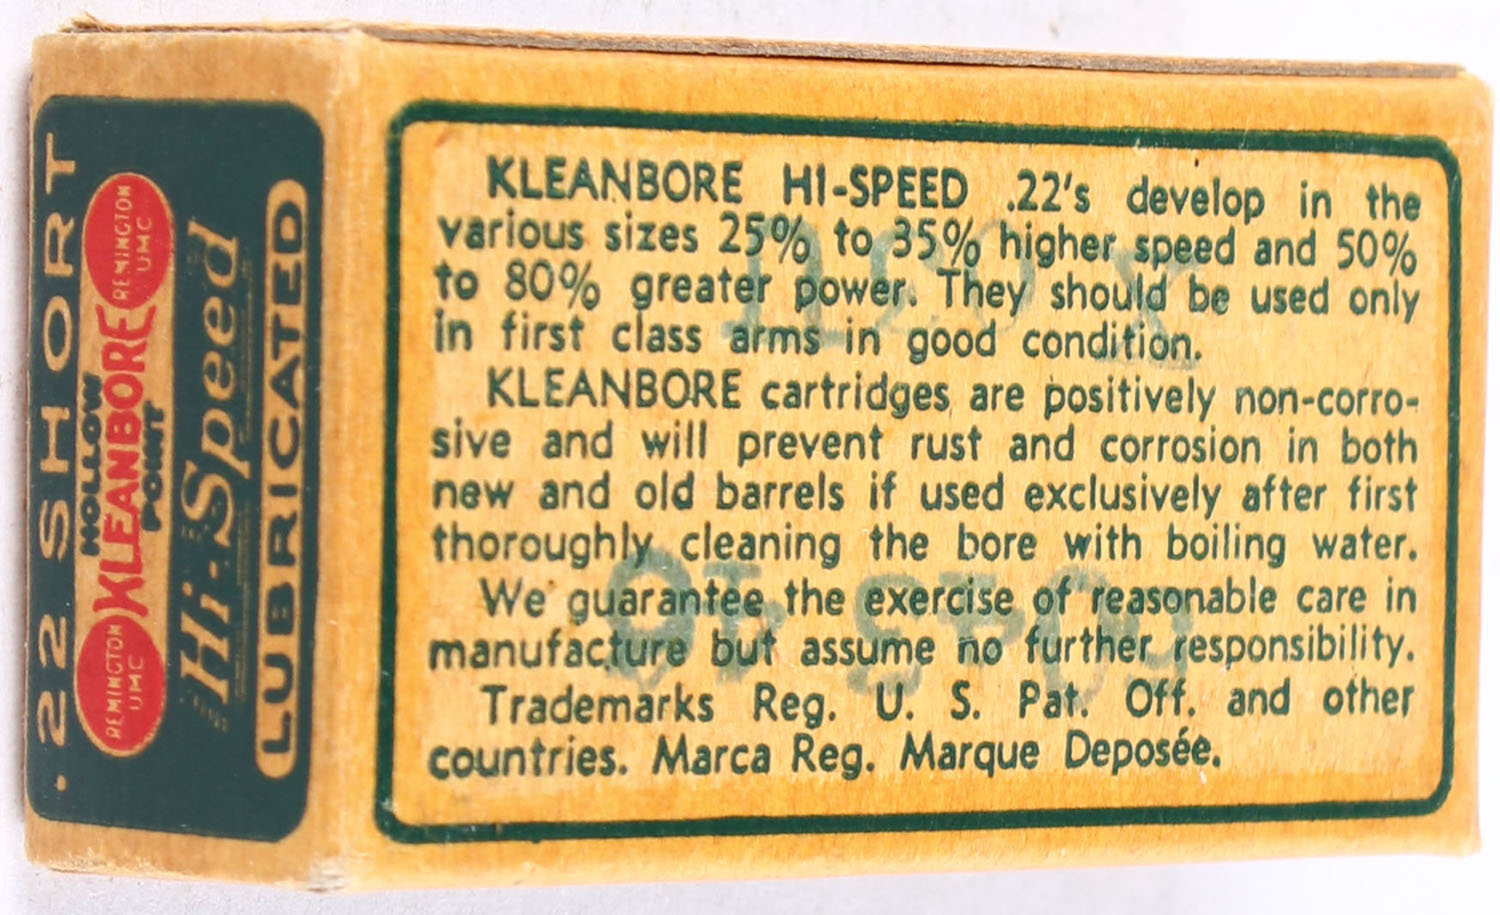 .22 SHORT
HOLLOW
REMINGTON
UMC
KLEANBORE
REMINGTON
UMC
POINT
Hi-Speed
LUBRICATED
KLEANBORE HI-SPEED .22's develop in the
various sizes 25% to 35% higher speed and 50%
to 80% greater power. They should be used only
in first class arms in good condition.
KLEANBORE cartridges are positively non-corro-
sive and will prevent rust and corrosion in both
new and old barrels if used exclusively after first
thoroughly cleaning the bore with boiling water.
We guarantee the exercise of reasonable care in
manufacture but assume no further responsibility.
Trademarks Reg. U. S. Pat. Off. and other
countries. Marca Reg. Marque Deposée.